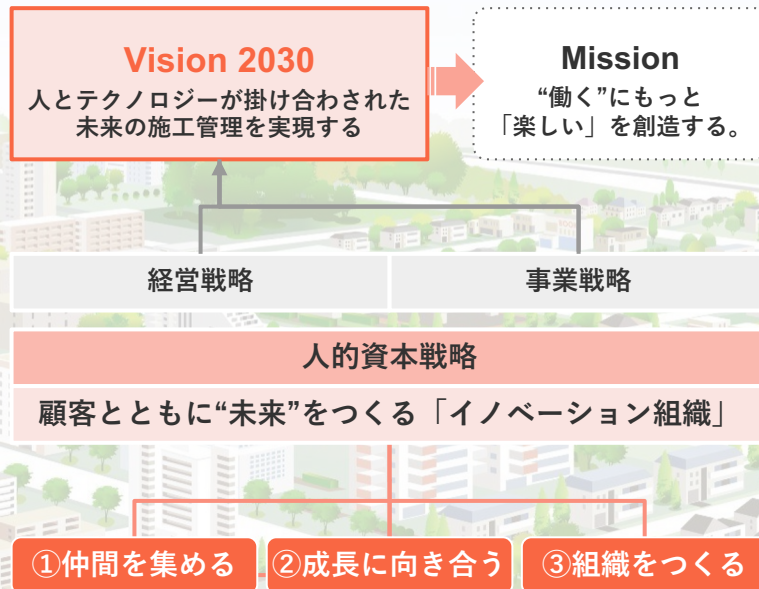 Vision 2030
人とテクノロジーが掛け合わされた
未来の施工管理を実現する
Mission
“働く”にもっと
「楽しい」を創造する。
経営戦略
事業戦略
人的資本戦略
顧客とともに“未来”をつくる「イノベーション組織」
①仲間を集める
②成長に向き合う
③組織をつくる